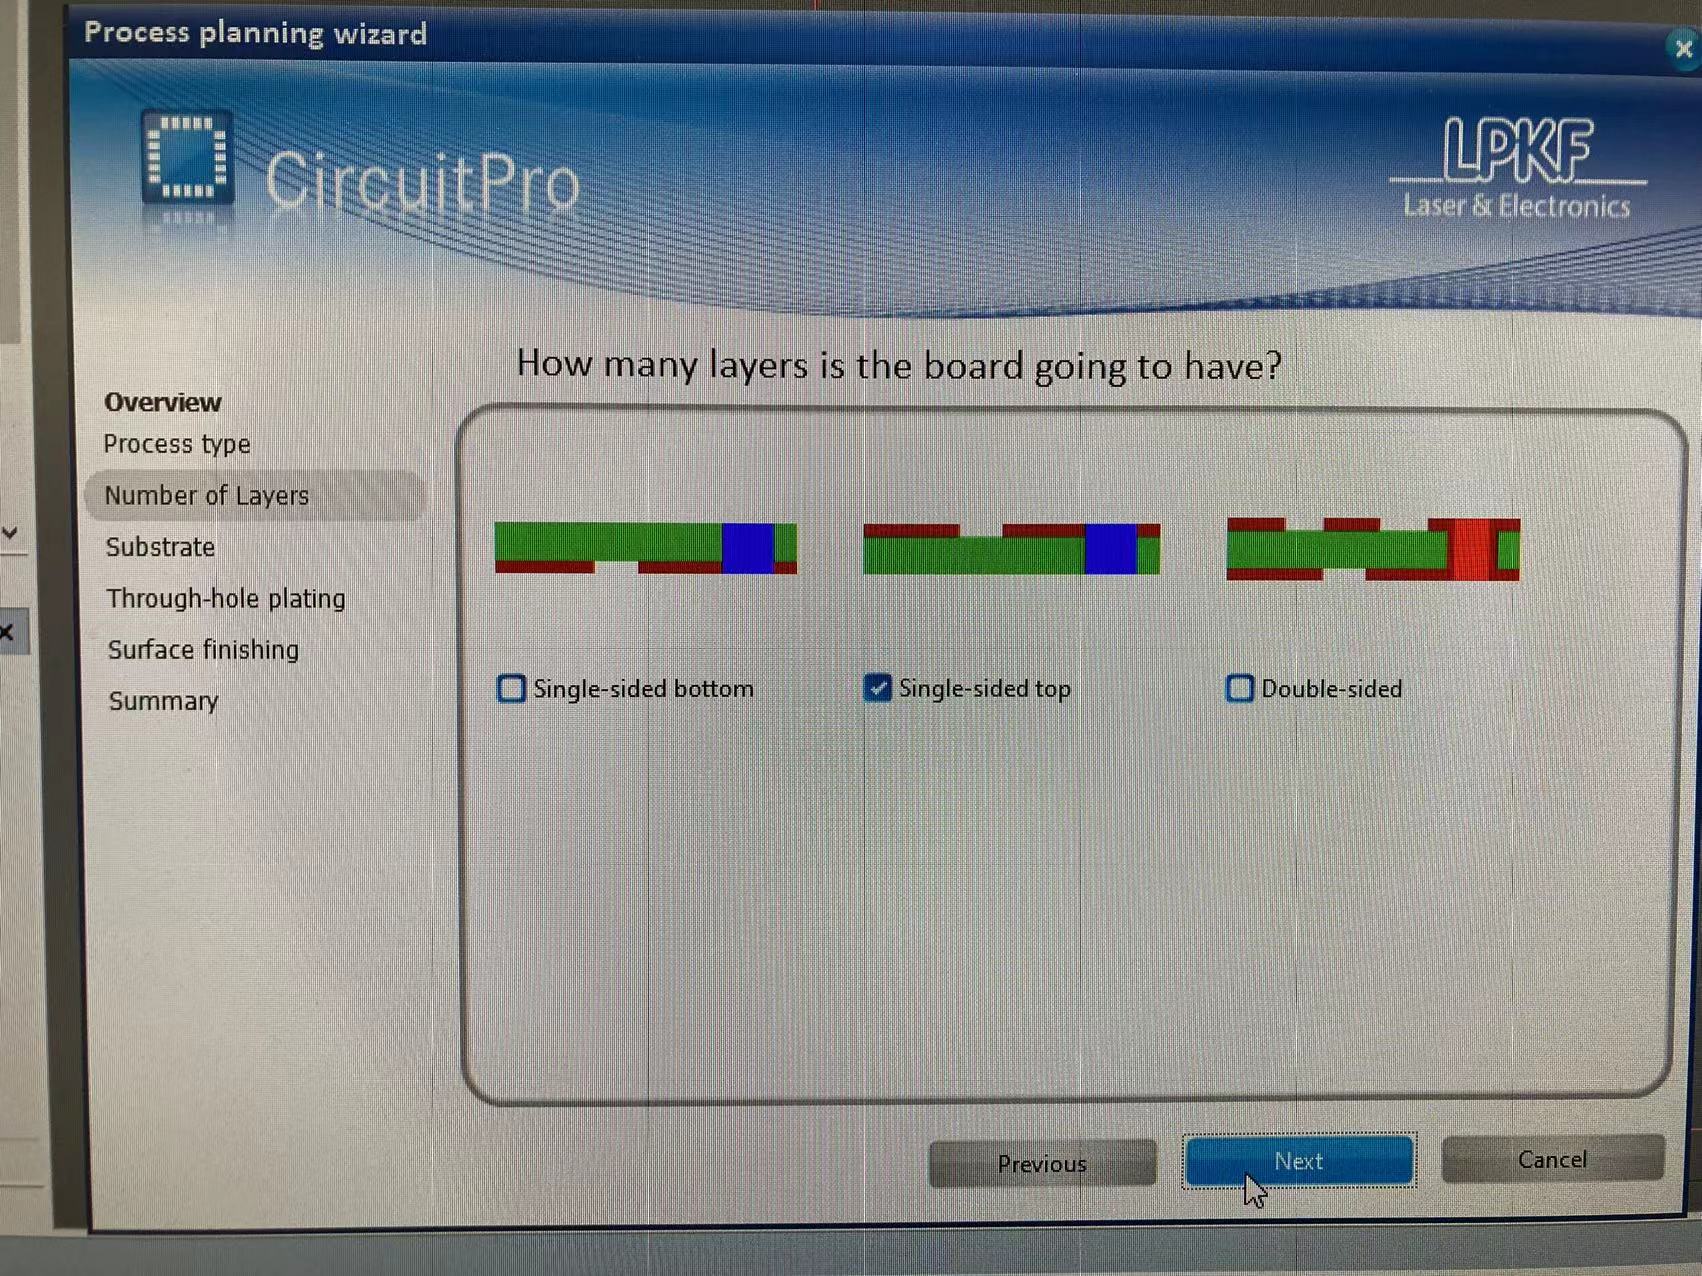 Process planning wizard
CircuitPro
LPKF
Laser & Electronics
How many layers is the board going to have?
Overview
Process type
Number of Layers
Substrate
Through-hole plating
Surface finishing
Summary
Single-sided bottom
Single-sided top
Double-sided
Previous
Next
Cancel